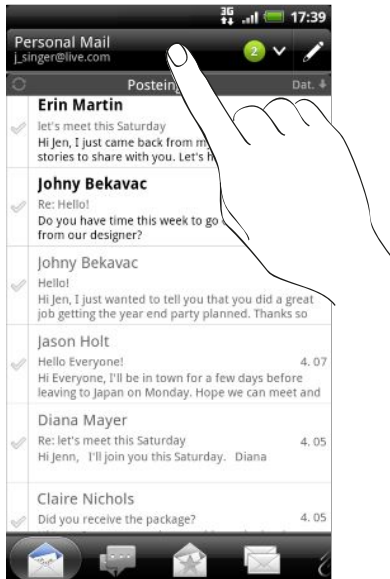 3G 17:39
Personal Mail
j_singer@live.com
2
Dat.
Erin Martin
let's meet this Saturday
Hi Jen, I just came back from
stories to share with you. Let's
Johny Bekavac
Re: Hello!
Do you have time this week to go
from our designer?
Johny Bekavac
Hello!
Hi Jen, I just wanted to tell you that you did a great
job getting the year end party planned. Thanks so
Jason Holt
Hello Everyone! 4. 07
Hi Everyone, I'll be in town for a few days before
leaving to Japan on Monday. Hope we can meet and
Diana Mayer
Re: let's meet this Saturday 4. 05
Hi Jenn, I'll join you this Saturday. Diana
Claire Nichols
Did you receive the package? 4. 05